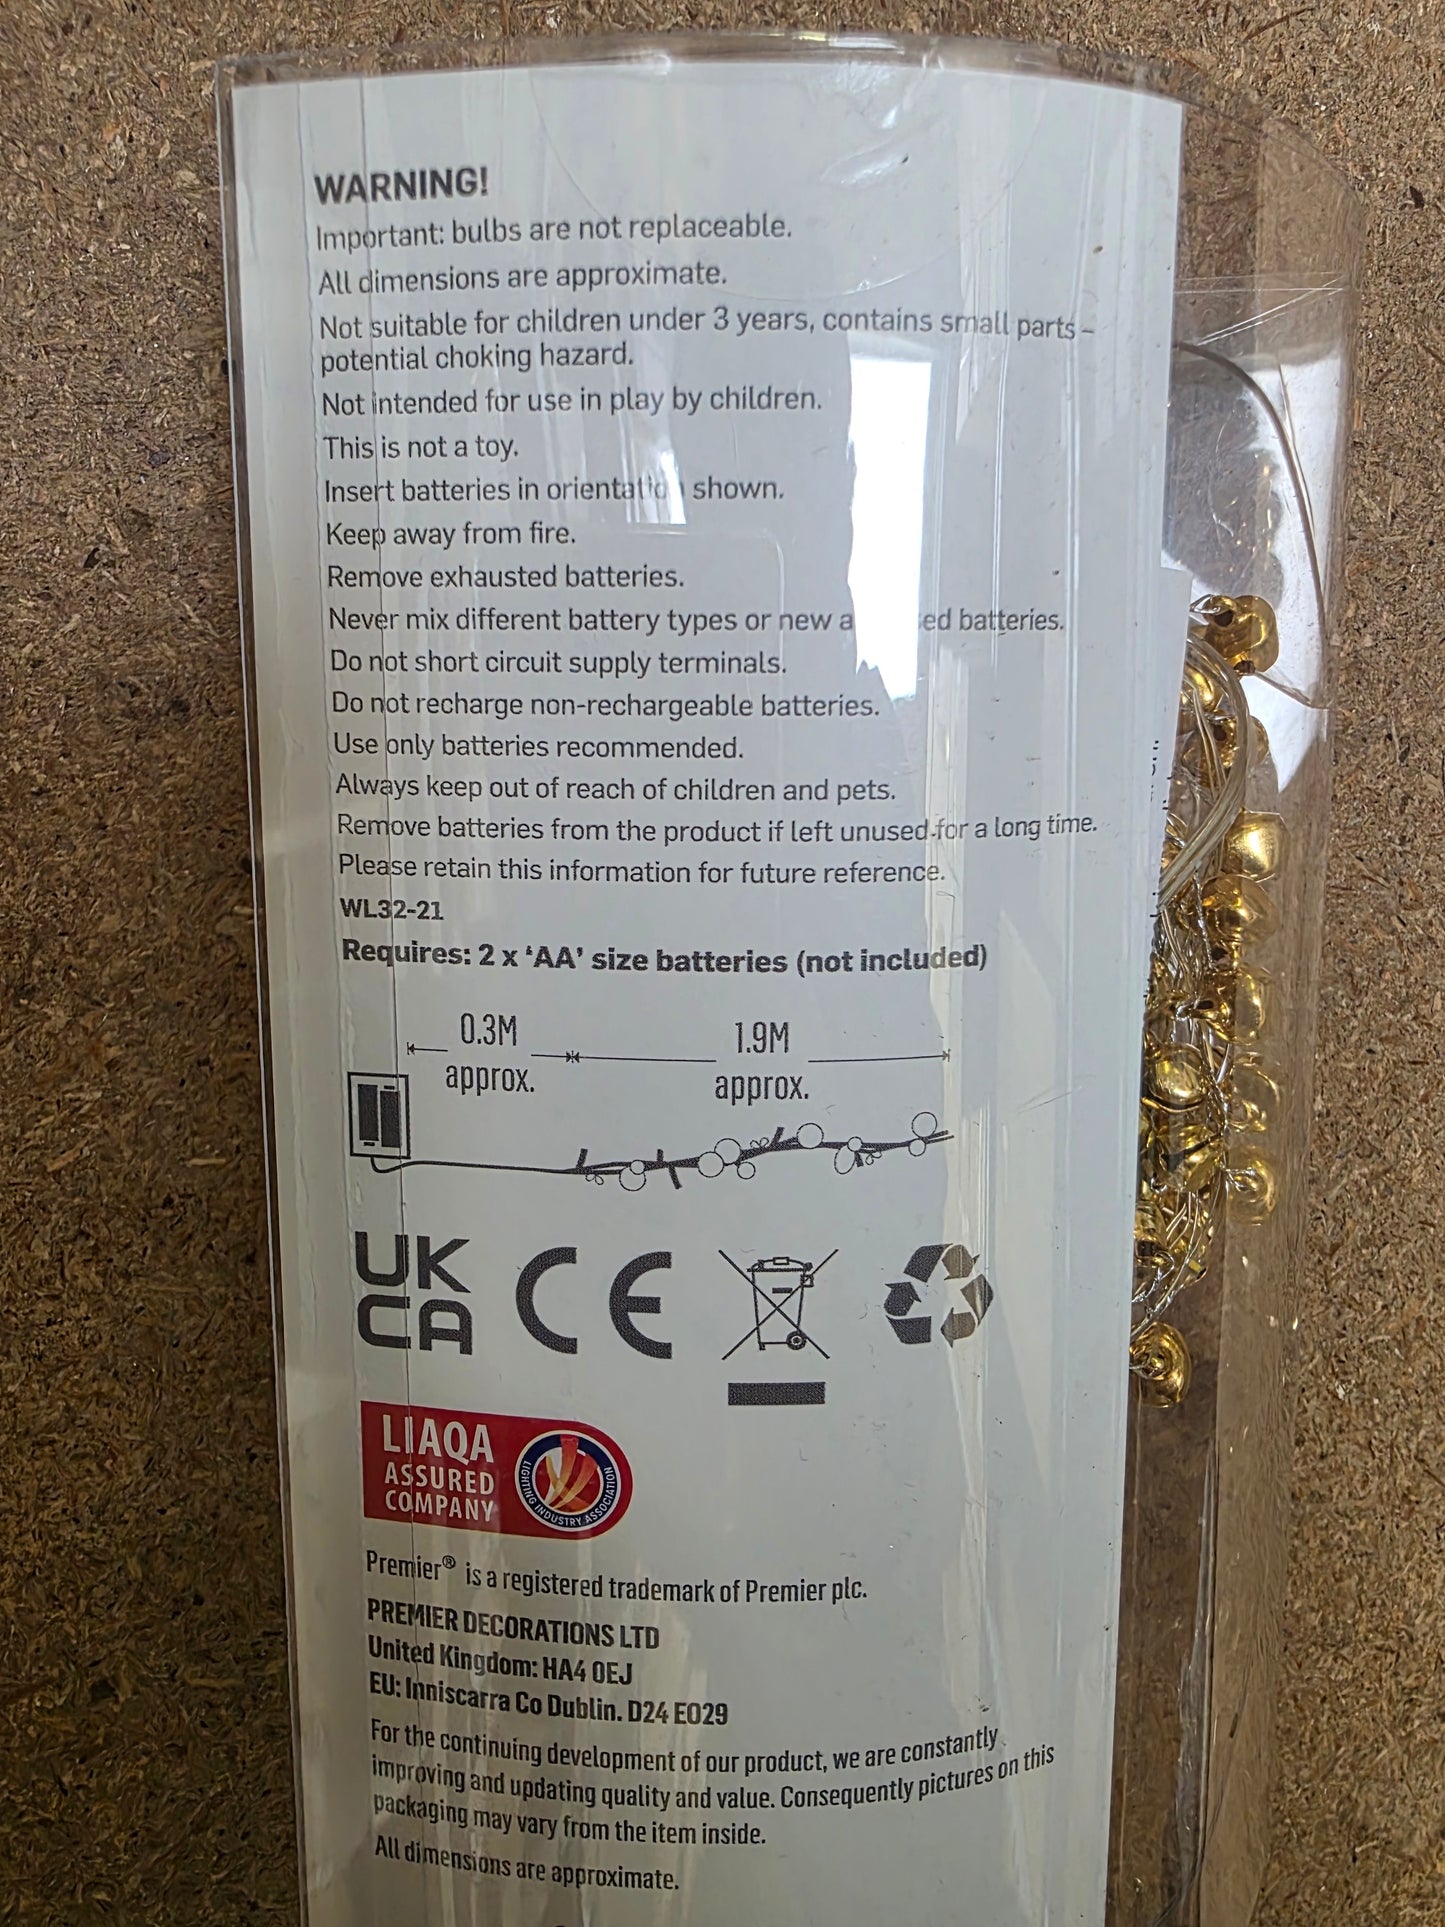 WARNING!
Important: bulbs are not replaceable.
All dimensions are approximate.
Not suitable for children under 3 years, contains small parts –
potential choking hazard.
Not intended for use in play by children.
This is not a toy.
Insert batteries in orientation shown.
Keep away from fire.
Remove exhausted batteries.
Never mix different battery types or new batteries.
Do not short circuit supply terminals.
Do not recharge non-rechargeable batteries.
Use only batteries recommended.
Always keep out of reach of children and pets.
Remove batteries from the product if left unused for a long time.
Please retain this information for future reference.
WL32-21
Requires: 2 x ‘AA’ size batteries (not included)
0.3M 1.9M
approx. approx.
UK
CA
CE
LIAQA
ASSURED
COMPANY
LIGHTING INDUSTRY ASSOCIATION
Premier® is a registered trademark of Premier plc.
PREMIER DECORATIONS LTD
United Kingdom: HA4 0EJ
EU: Inniscarra Co Dublin. D24 E029
For the continuing development of our product, we are constantly
improving and updating quality and value. Consequently pictures on this
packaging may vary from the item inside.
All dimensions are approximate.